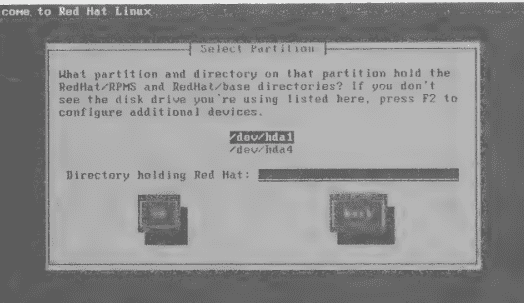 come to Red Hat Linux
Select Partition
What partition and directory on that partition hold the
RedHat/RPMS and RedHat/base directories? If you don't
see the disk drive you're using listed here, press F2 to
configure additional devices.
/dev/hda1
/dev/hda4
Directory holding Red Hat:
Back